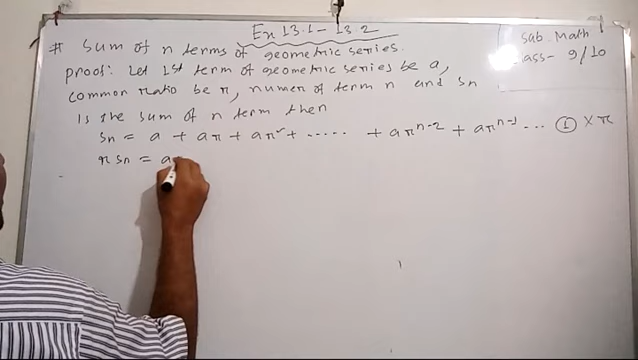 Ex 13.1 - 13.2
Sub. Math
Class- 9/10
# Sum of n terms of geometric series.
proof: Let 1st term of geometric series be a,
common ratio be r, numer of term n and Sn
Is the sum of n term then
Sn = a + ar + ar² + ..... + arⁿ⁻² + arⁿ⁻¹ ... ① × r
r Sn = a